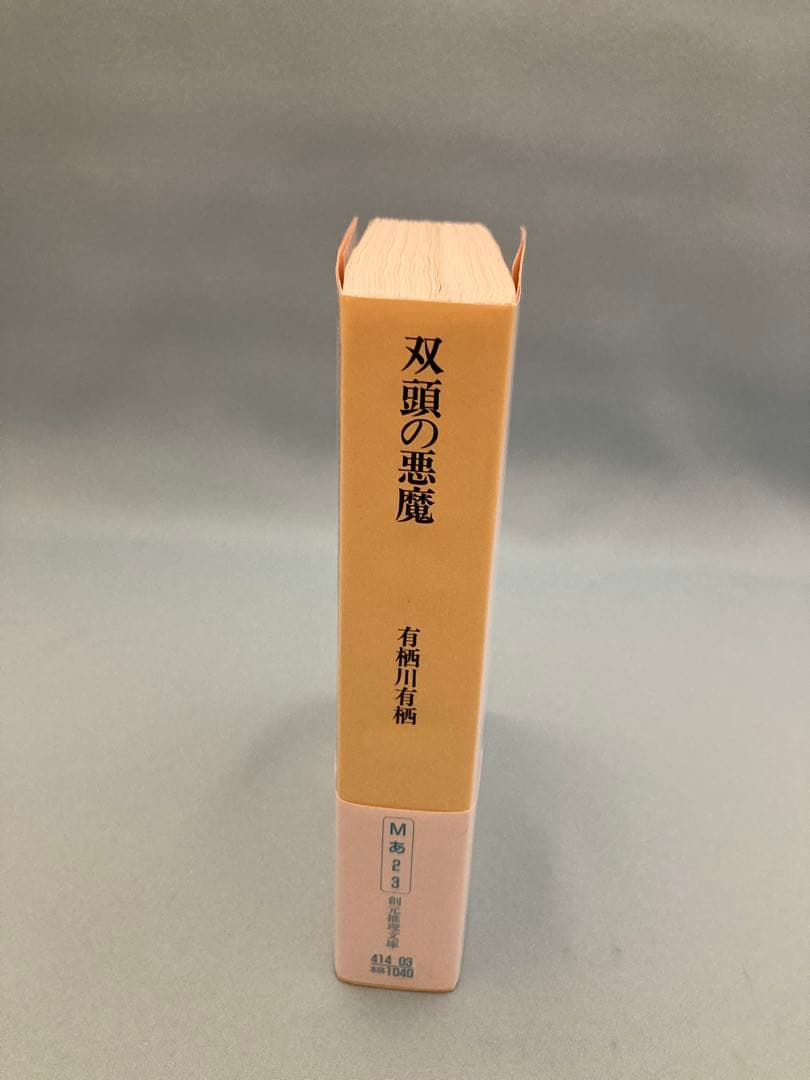 双頭の悪魔
有栖川有栖
M
あ
2
3
創元推理文庫
414 03
本体1040